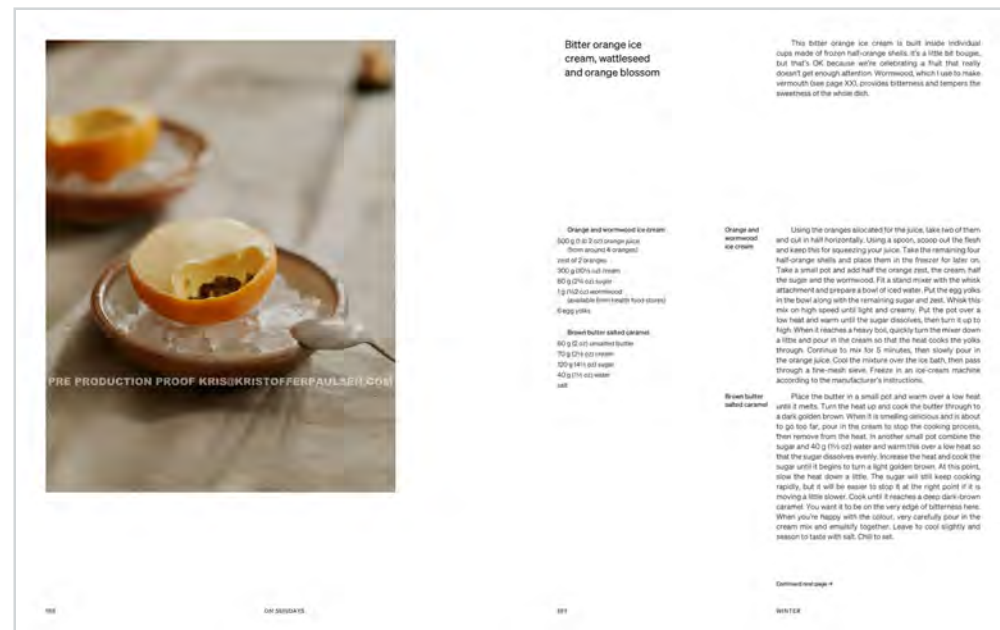 PRE PRODUCTION PROOF KRIS@KRISTOFFERPAULSEN.COM
ON SUNDAYS
Bitter orange ice
cream, wattleseed
and orange blossom
This bitter orange ice cream is built inside individual
cups made of frozen half-orange shells. It's a little bit bougie,
but that's OK because we're celebrating a fruit that really
doesn't get enough attention. Wormwood, which I use to make
vermouth (see page XX), provides bitterness and tempers the
sweetness of the whole dish.
Orange and wormwood ice cream
500 g (1 lb 2 oz) orange juice
(from around 4 oranges)
zest of 2 oranges
300 g (10½ oz) cream
60 g (2¼ oz) sugar
1 g (1/32 oz) wormwood
(available from health food stores)
6 egg yolks
Brown butter salted caramel
60 g (2 oz) unsalted butter
70 g (2½ oz) cream
120 g (4½ oz) sugar
40 g (1½ oz) water
salt
Orange and
wormwood
ice cream
Using the oranges allocated for the juice, take two of them
and cut in half horizontally. Using a spoon, scoop out the flesh
and keep this for squeezing your juice. Take the remaining four
half-orange shells and place them in the freezer for later on.
Take a small pot and add half the orange zest, the cream, half
the sugar and the wormwood. Fit a stand mixer with the whisk
attachment and prepare a bowl of iced water. Put the egg yolks
in the bowl along with the remaining sugar and zest. Whisk this
mix on high speed until light and creamy. Put the pot over a
low heat and warm until the sugar dissolves, then turn it up to
high. When it reaches a heavy boil, quickly turn the mixer down
a little and pour in the cream so that the heat cooks the yolks
through. Continue to mix for 5 minutes, then slowly pour in
the orange juice. Cool the mixture over the ice bath, then pass
through a fine-mesh sieve. Freeze in an ice-cream machine
according to the manufacturer's instructions.
Brown butter
salted caramel
Place the butter in a small pot and warm over a low heat
until it melts. Turn the heat up and cook the butter through to
a dark golden brown. When it is smelling delicious and is about
to go too far, pour in the cream to stop the cooking process,
then remove from the heat. In another small pot combine the
sugar and 40 g (1½ oz) water and warm this over a low heat so
that the sugar dissolves evenly. Increase the heat and cook the
sugar until it begins to turn a light golden brown. At this point,
slow the heat down a little. The sugar will still keep cooking
rapidly, but it will be easier to stop it at the right point if it is
moving a little slower. Cook until it reaches a deep dark-brown
caramel. You want it to be on the very edge of bitterness here.
When you're happy with the colour, very carefully pour in the
cream mix and emulsify together. Leave to cool slightly and
season to taste with salt. Chill to set.
Continued next page →
191
WINTER